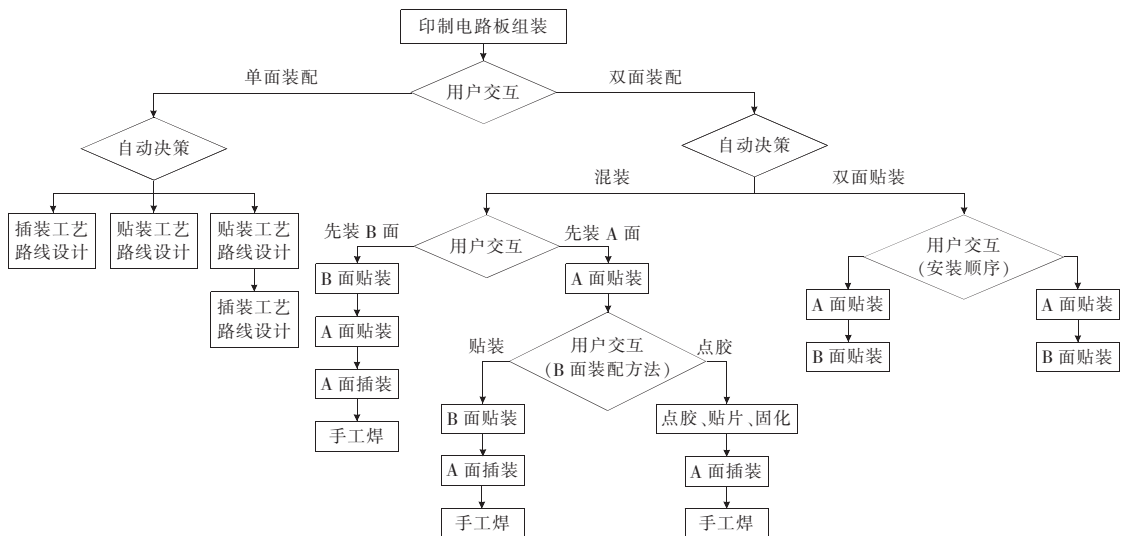 印制电路板组装
单面装配
用户交互
双面装配
自动决策
自动决策
混装
双面贴装
插装工艺
路线设计
贴装工艺
路线设计
贴装工艺
路线设计
插装工艺
路线设计
先装 B 面
用户交互
先装 A 面
B 面贴装
A 面贴装
A 面插装
手工焊
A 面贴装
贴装
用户交互
(B 面装配方法)
点胶
B 面贴装
A 面插装
手工焊
点胶、贴片、固化
A 面插装
手工焊
用户交互
(安装顺序)
A 面贴装
B 面贴装
A 面贴装
B 面贴装